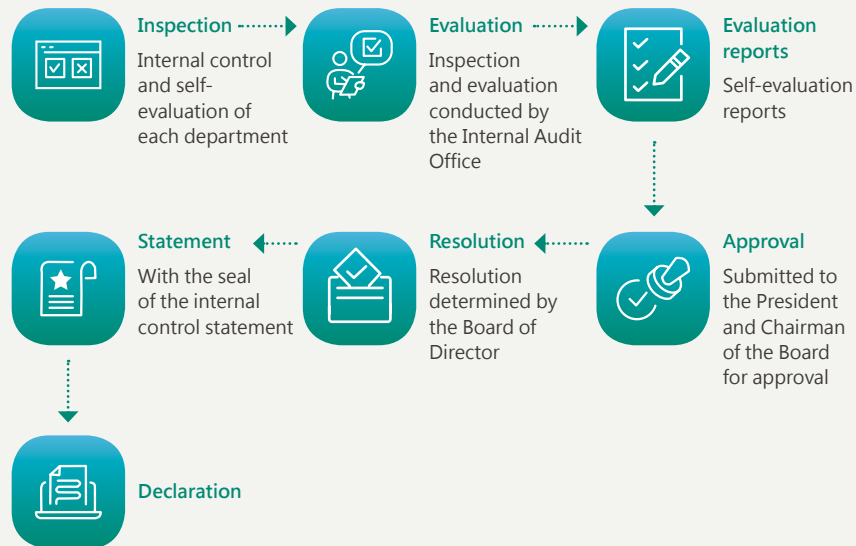 Inspection
Internal control
and self-
evaluation of
each department
Evaluation
Inspection
and evaluation
conducted by
the Internal Audit
Office
Evaluation
reports
Self-evaluation
reports
Approval
Submitted to
the President
and Chairman
of the Board
for approval
Resolution
Resolution
determined by
the Board of
Director
Statement
With the seal
of the internal
control statement
Declaration